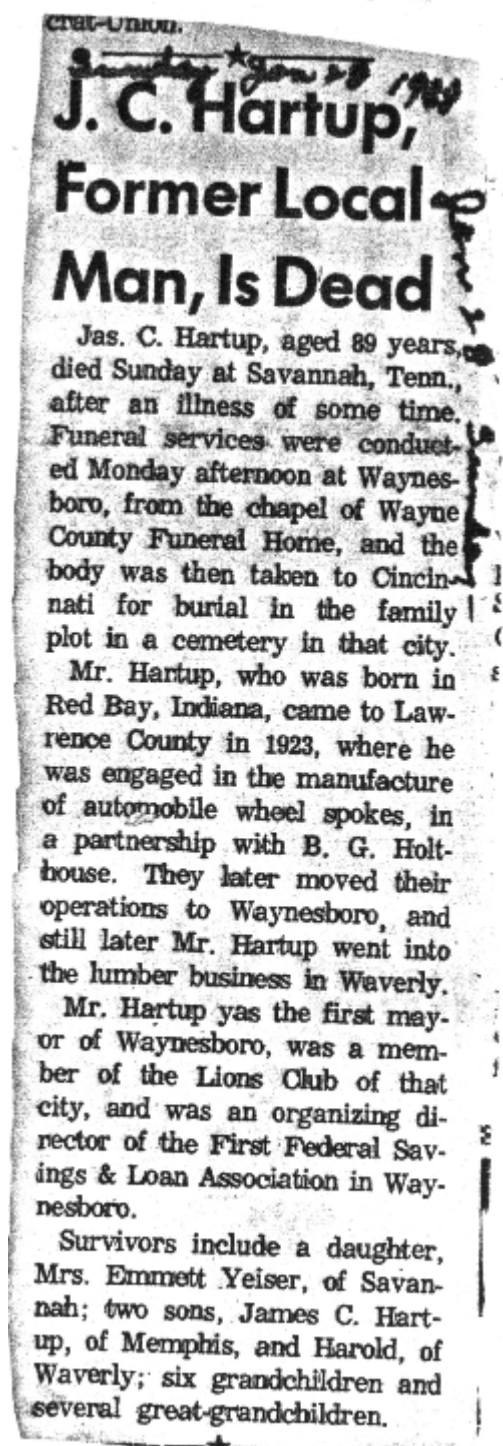 crat-Union.
Sunday Jan 28 19
J. C. Hartup,
Former Local
Man, Is Dead
Jas. C. Hartup, aged 89 years,
died Sunday at Savannah, Tenn.,
after an illness of some time.
Funeral services were conduct-
ed Monday afternoon at Waynes-
boro, from the chapel of Wayne
County Funeral Home, and the
body was then taken to Cincin-
nati for burial in the family
plot in a cemetery in that city.
Mr. Hartup, who was born in
Red Bay, Indiana, came to Law-
rence County in 1923, where he
was engaged in the manufacture
of automobile wheel spokes, in
a partnership with B. G. Holt-
house. They later moved their
operations to Waynesboro, and
still later Mr. Hartup went into
the lumber business in Waverly.
Mr. Hartup yas the first may-
or of Waynesboro, was a mem-
ber of the Lions Club of that
city, and was an organizing di-
rector of the First Federal Sav-
ings & Loan Association in Way-
nesboro.
Survivors include a daughter,
Mrs. Emmett Yeiser, of Savan-
nah; two sons, James C. Hart-
up, of Memphis, and Harold, of
Waverly; six grandchildren and
several great-grandchildren.